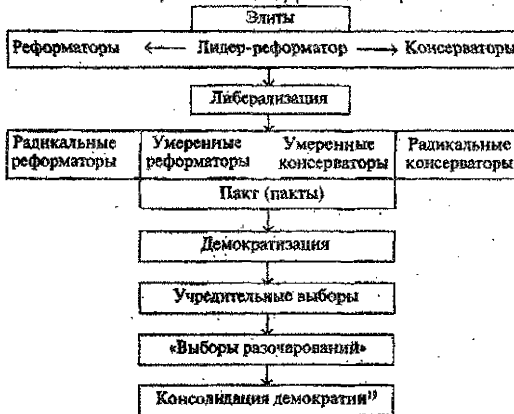 Элиты
Реформаторы ←— Лидер-реформатор —→ Консерваторы
Либерализация
Радикальные реформаторы
Умеренные реформаторы
Умеренные консерваторы
Радикальные консерваторы
Пакт (пакты)
Демократизация
Учредительные выборы
«Выборы разочарований»
Консолидация демократии¹⁹